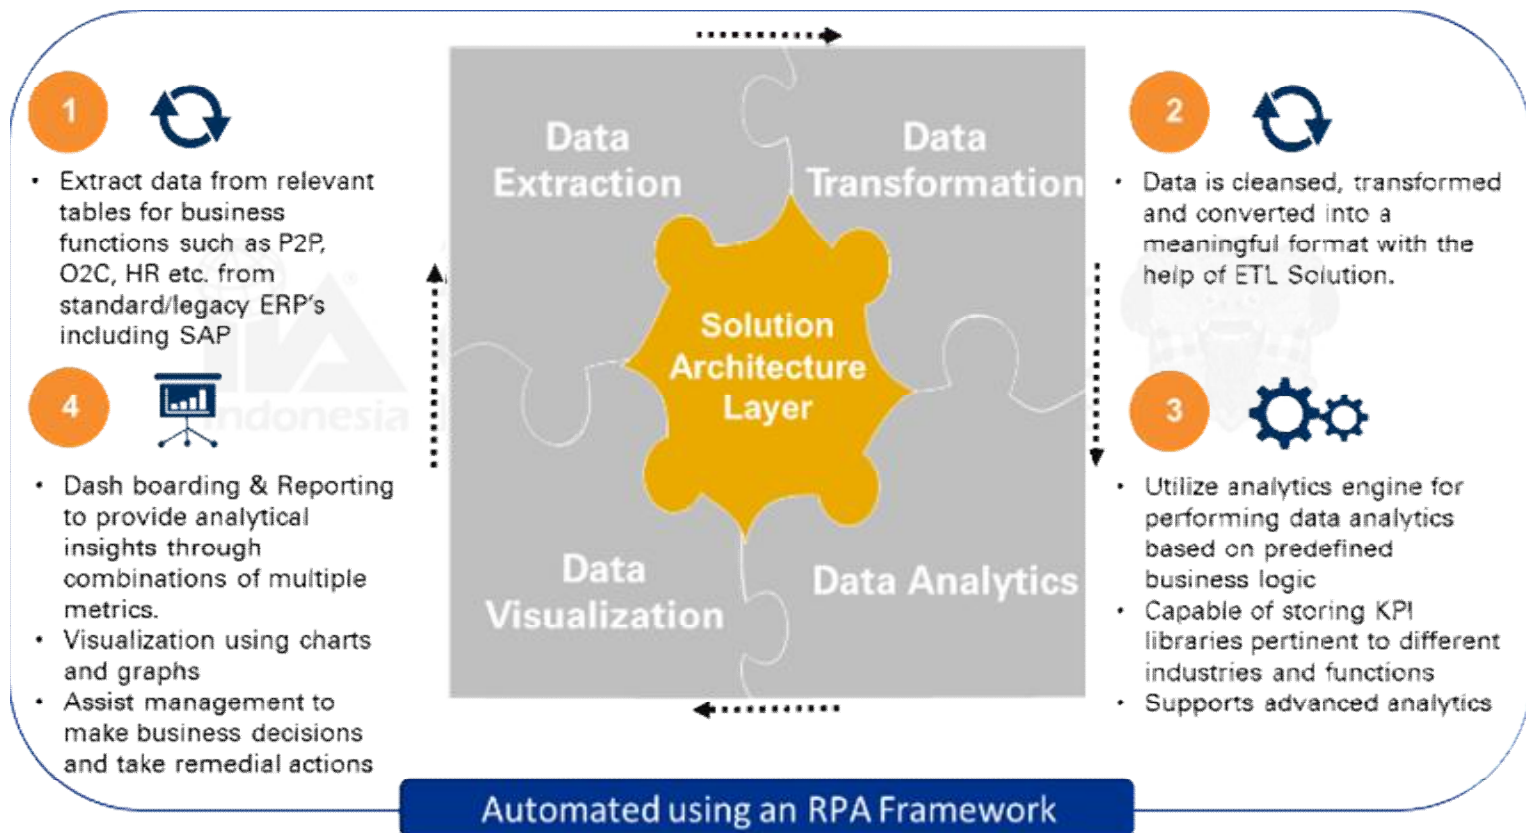 1
• Extract data from relevant
tables for business
functions such as P2P,
O2C, HR etc. from
standard/legacy ERP's
including SAP
Data
Extraction
Data
Transformation
2
• Data is cleansed, transformed
and converted into a
meaningful format with the
help of ETL Solution.
Solution
Architecture
Layer
3
• Utilize analytics engine for
performing data analytics
based on predefined
business logic
• Capable of storing KPI
libraries pertinent to different
industries and functions
• Supports advanced analytics
Data Analytics
Data
Visualization
4
• Dash boarding & Reporting
to provide analytical
insights through
combinations of multiple
metrics.
• Visualization using charts
and graphs
• Assist management to
make business decisions
and take remedial actions
IIA
indonesia
Automated using an RPA Framework